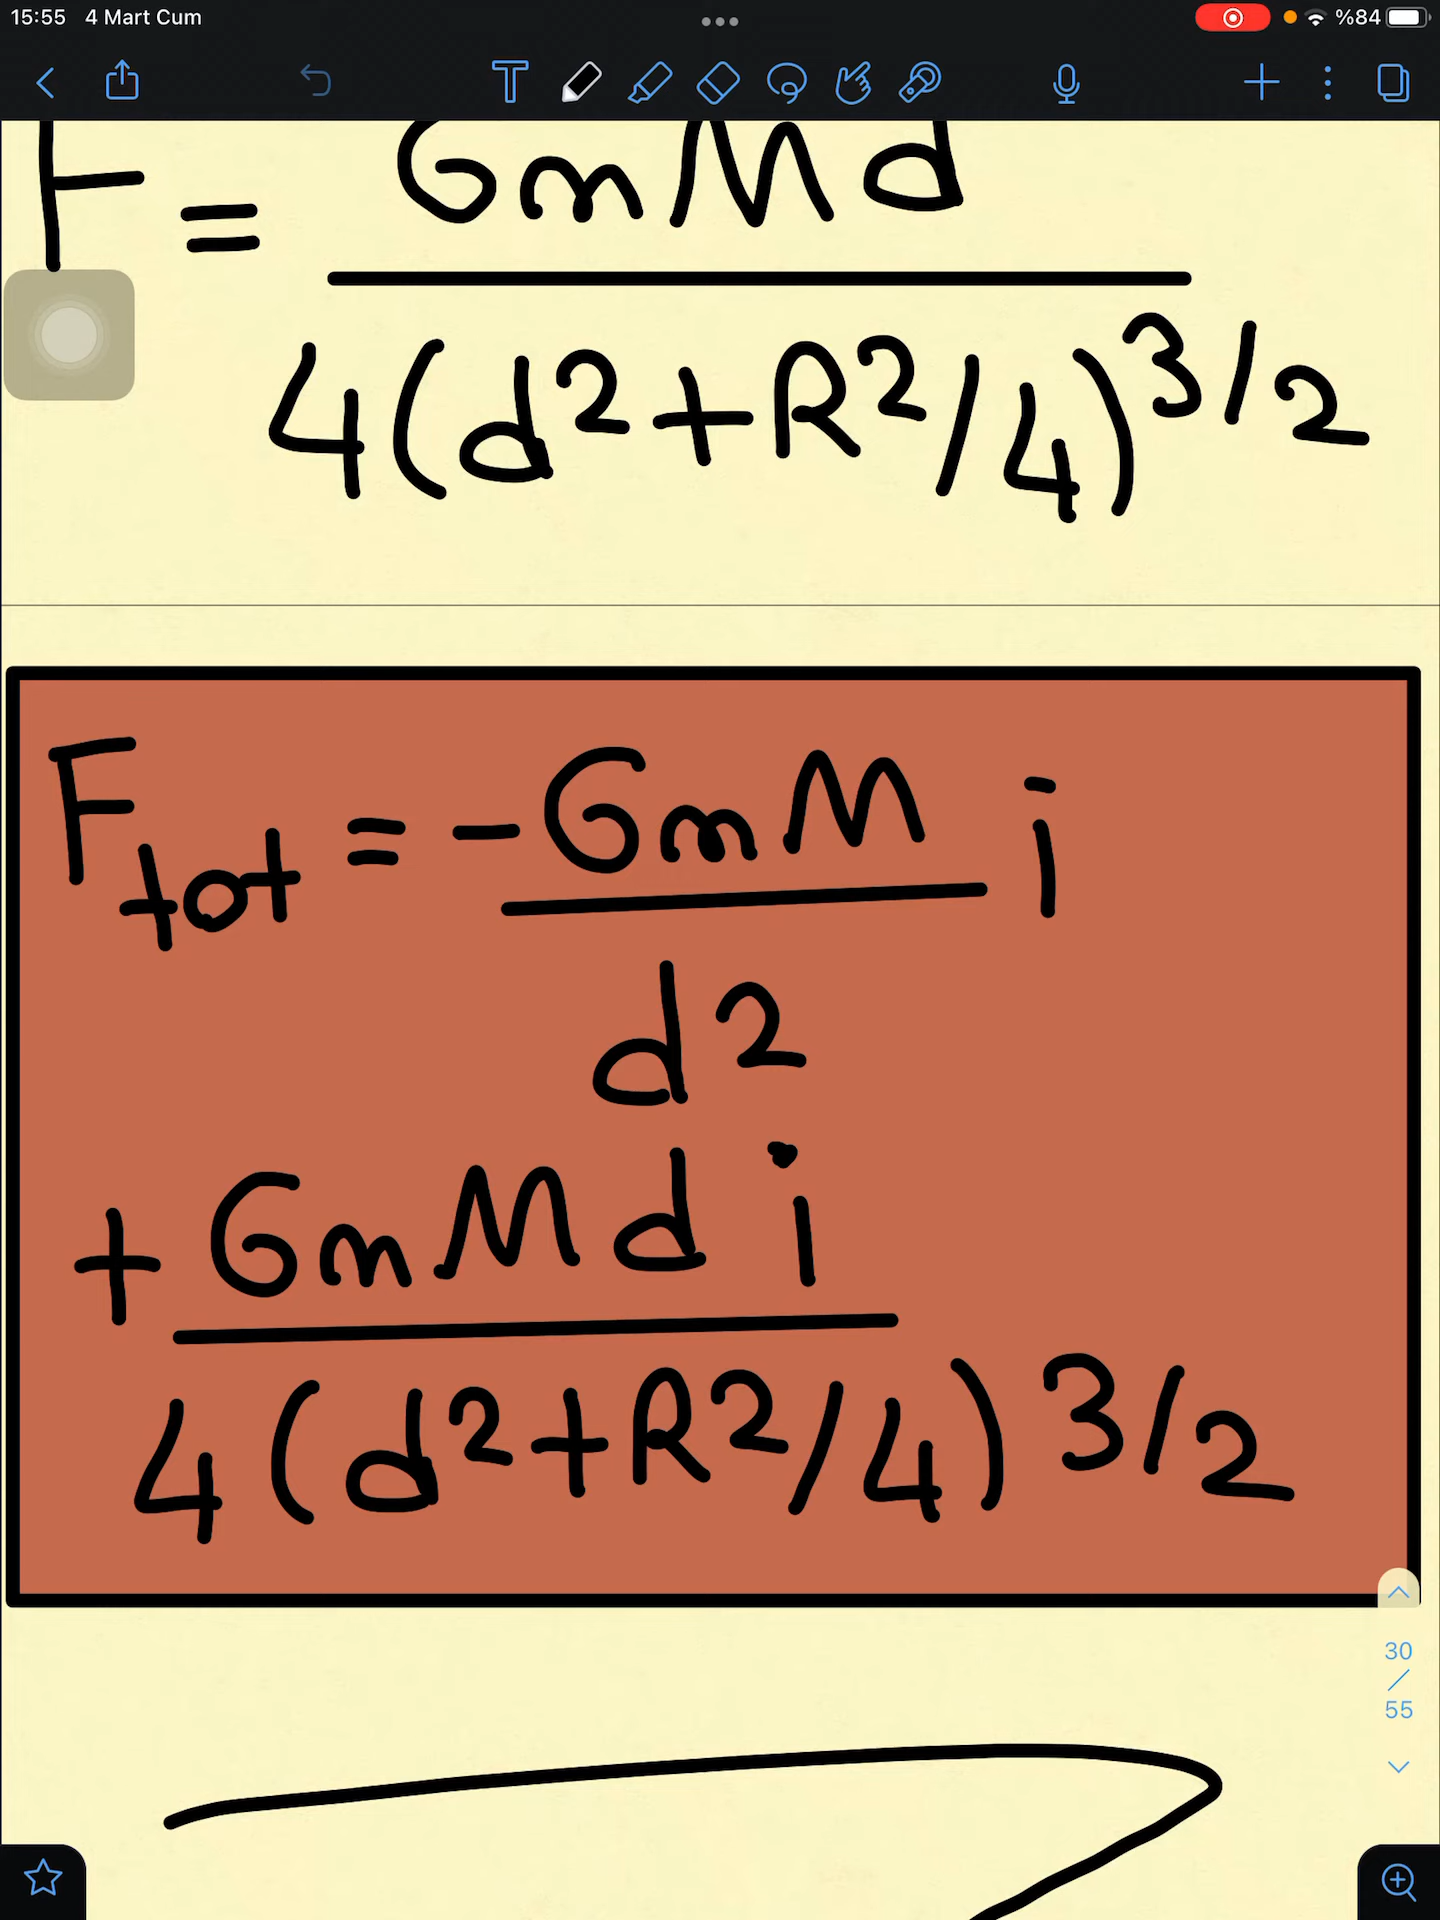 15:55 4 Mart Cum %84
F = GmMd
4(d²+R²/4)^3/2
F tot = -GmM i
d²
+ GmMd i
4(d²+R²/4)^3/2
30
/
55